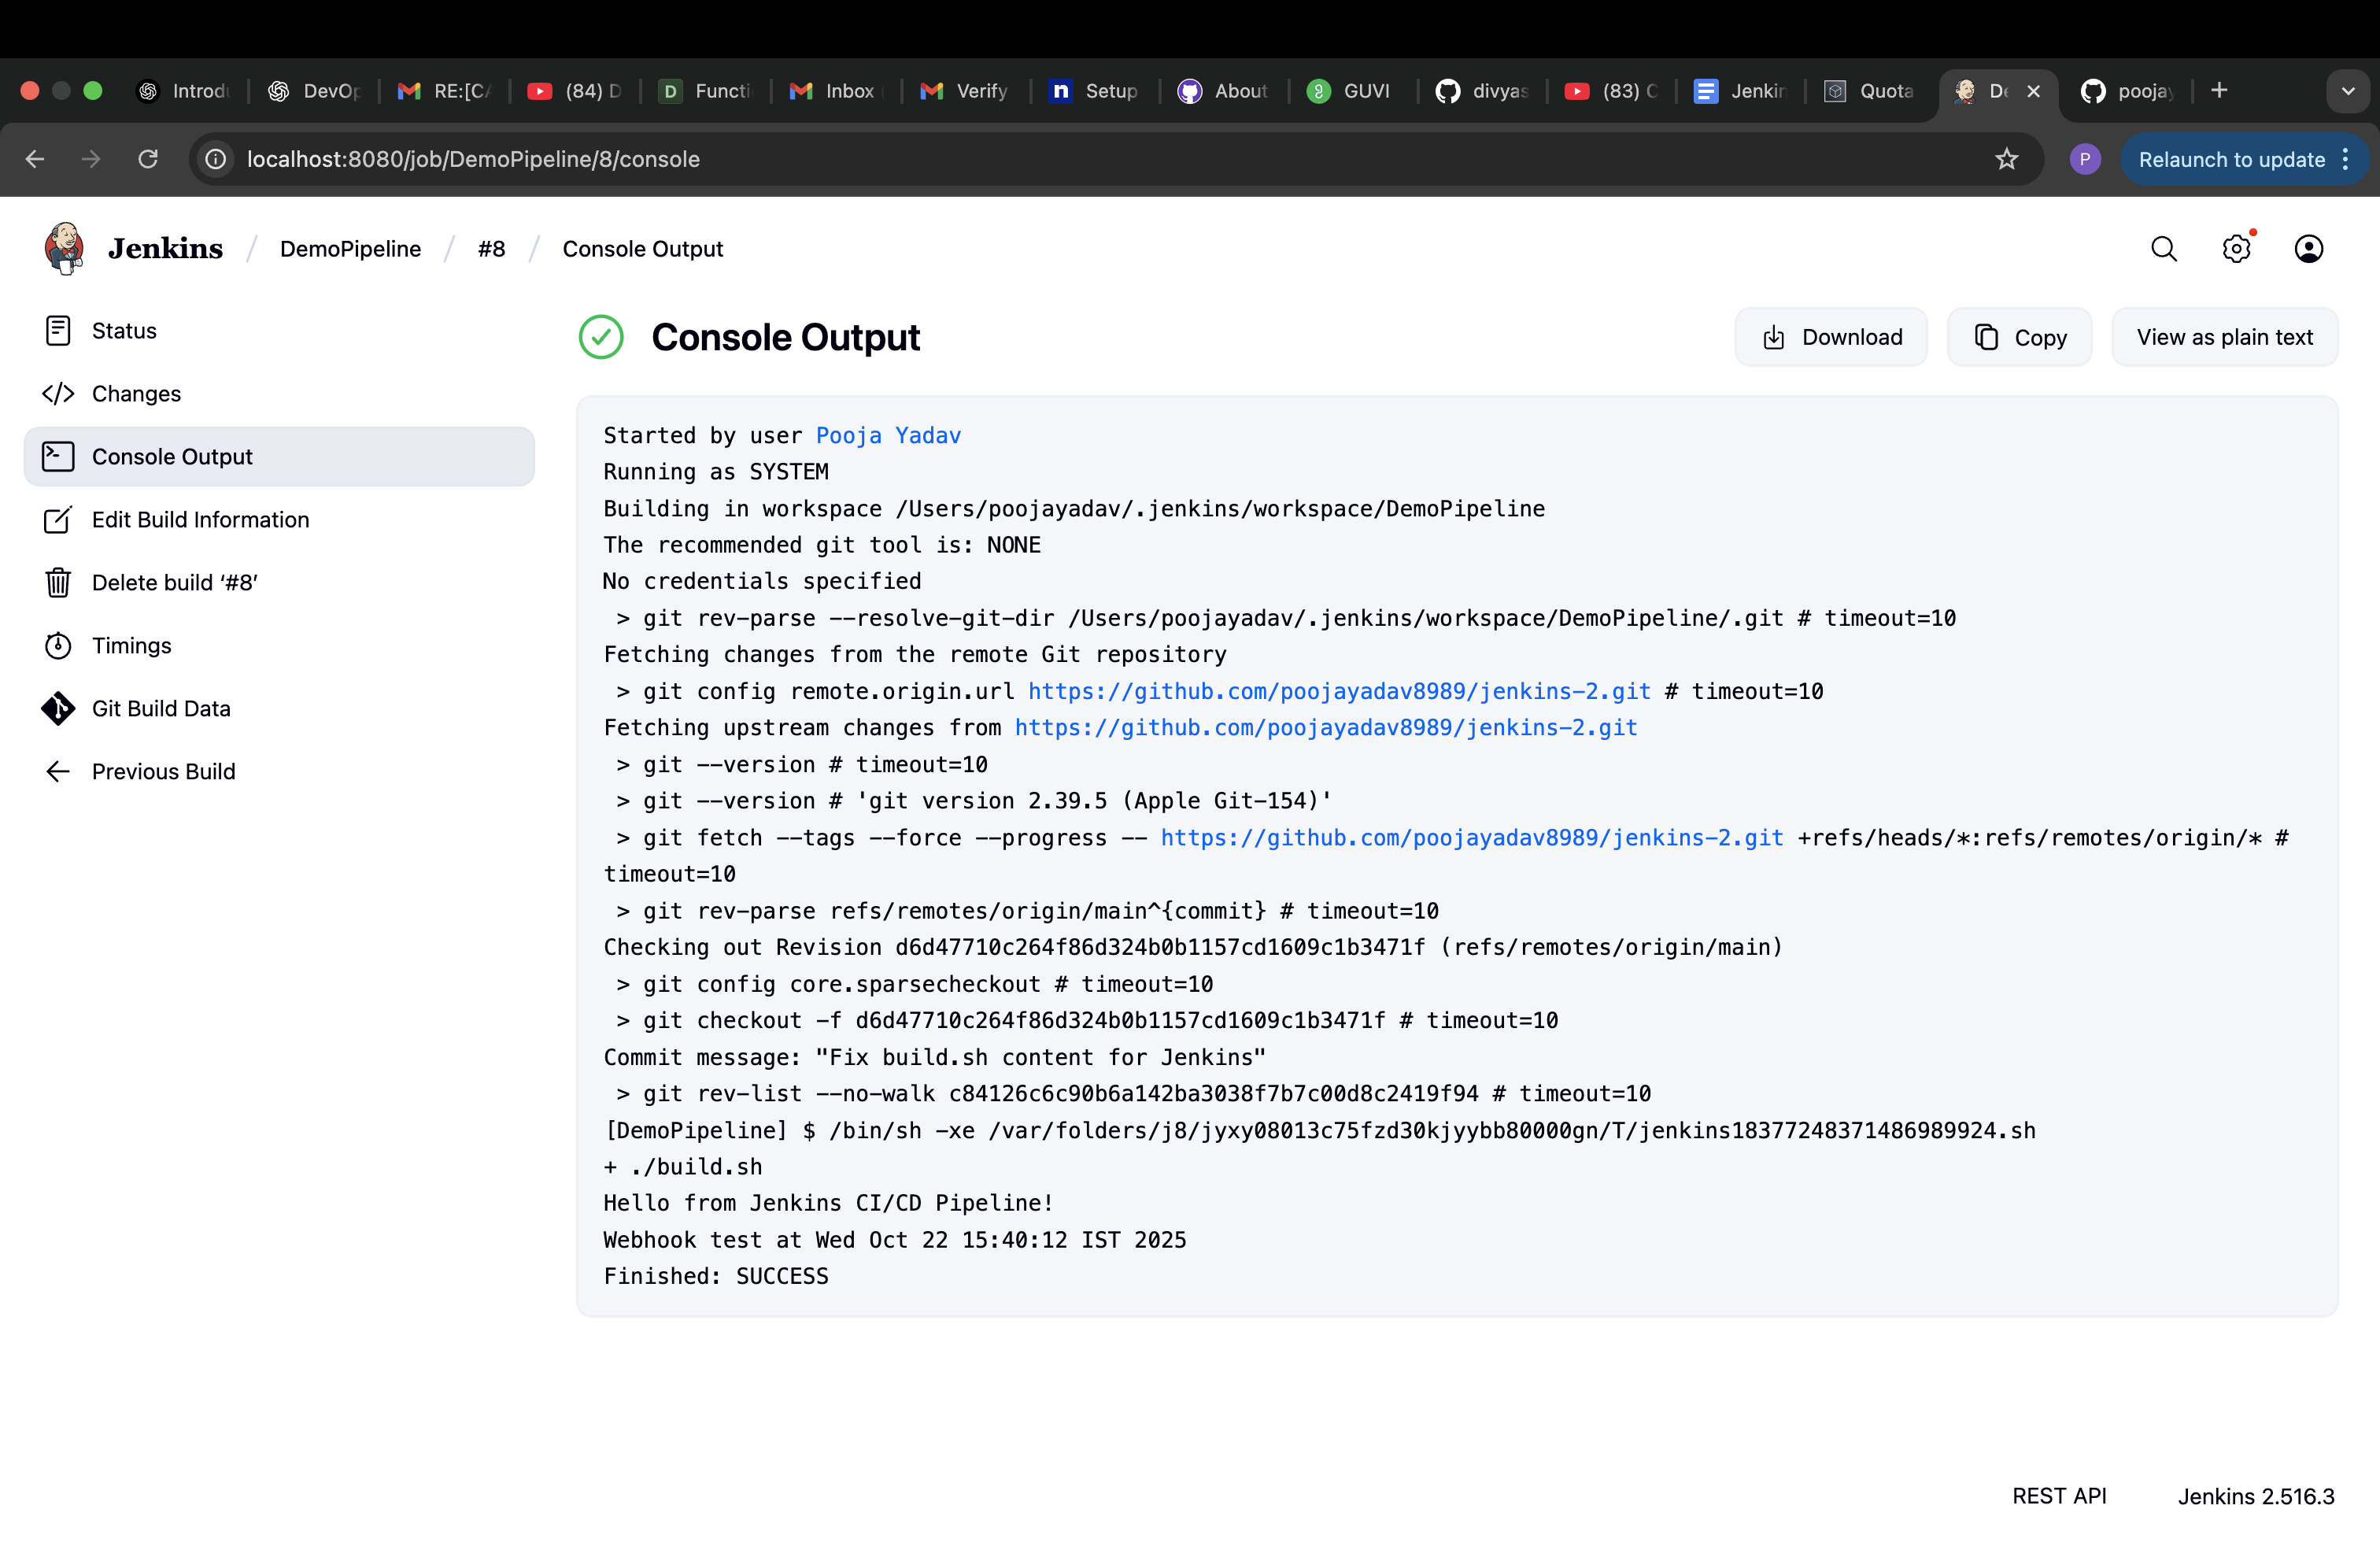 Introdu
DevOp
RE:[CA
(84) D
Functi
Inbox
Verify
Setup
About
GUVI
divyas
(83) C
Jenkin
Quota
De
poojay
localhost:8080/job/DemoPipeline/8/console
P
Relaunch to update
Jenkins / DemoPipeline / #8 / Console Output
Status
Changes
Console Output
Edit Build Information
Delete build ‘#8’
Timings
Git Build Data
Previous Build
Console Output
Download
Copy
View as plain text
Started by user Pooja Yadav
Running as SYSTEM
Building in workspace /Users/poojayadav/.jenkins/workspace/DemoPipeline
The recommended git tool is: NONE
No credentials specified
> git rev-parse --resolve-git-dir /Users/poojayadav/.jenkins/workspace/DemoPipeline/.git # timeout=10
Fetching changes from the remote Git repository
> git config remote.origin.url https://github.com/poojayadav8989/jenkins-2.git # timeout=10
Fetching upstream changes from https://github.com/poojayadav8989/jenkins-2.git
> git --version # timeout=10
> git --version # 'git version 2.39.5 (Apple Git-154)'
> git fetch --tags --force --progress -- https://github.com/poojayadav8989/jenkins-2.git +refs/heads/*:refs/remotes/origin/* #
timeout=10
> git rev-parse refs/remotes/origin/main^{commit} # timeout=10
Checking out Revision d6d47710c264f86d324b0b1157cd1609c1b3471f (refs/remotes/origin/main)
> git config core.sparsecheckout # timeout=10
> git checkout -f d6d47710c264f86d324b0b1157cd1609c1b3471f # timeout=10
Commit message: "Fix build.sh content for Jenkins"
> git rev-list --no-walk c84126c6c90b6a142ba3038f7b7c00d8c2419f94 # timeout=10
[DemoPipeline] $ /bin/sh -xe /var/folders/j8/jyxy08013c75fzd30kjyybb80000gn/T/jenkins18377248371486989924.sh
+ ./build.sh
Hello from Jenkins CI/CD Pipeline!
Webhook test at Wed Oct 22 15:40:12 IST 2025
Finished: SUCCESS
REST API
Jenkins 2.516.3